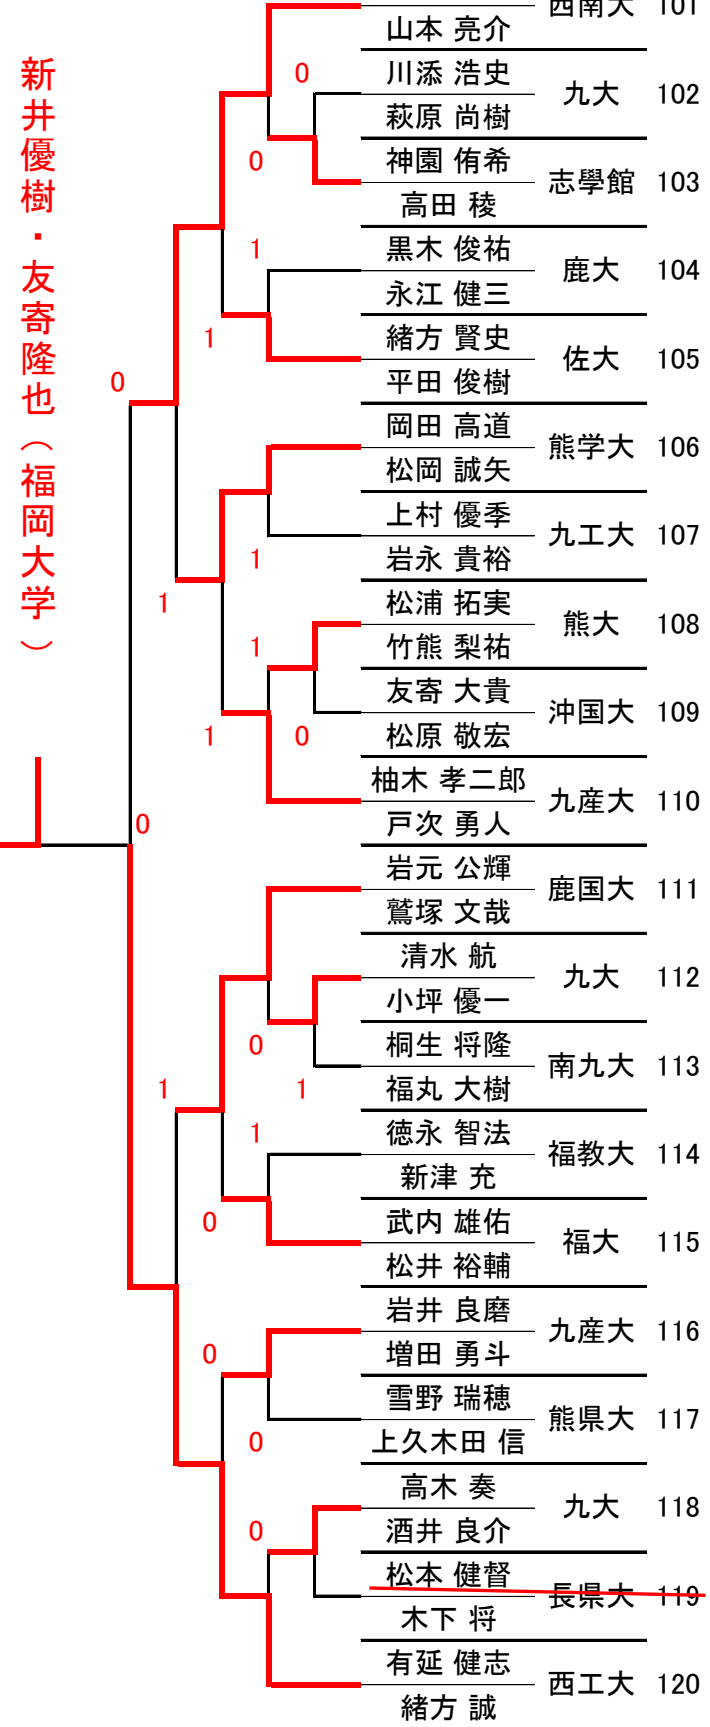 新井優樹・友寄隆也（福岡大学）
西南大 101
山本 亮介
0
川添 浩史
九大 102
萩原 尚樹
0
神園 侑希
志學館 103
高田 稜
1
黒木 俊祐
鹿大 104
永江 健三
1
緒方 賢史
佐大 105
平田 俊樹
0
岡田 高道
熊学大 106
松岡 誠矢
上村 優季
九工大 107
岩永 貴裕
1
1
松浦 拓実
熊大 108
竹熊 梨祐
1
友寄 大貴
沖国大 109
松原 敬宏
1
0
柚木 孝二郎
九産大 110
戸次 勇人
0
岩元 公輝
鹿国大 111
鷲塚 文哉
清水 航
九大 112
小坪 優一
0
桐生 将隆
南九大 113
福丸 大樹
1
1
徳永 智法
福教大 114
新津 充
1
武内 雄佑
福大 115
松井 裕輔
0
岩井 良磨
九産大 116
増田 勇斗
0
雪野 瑞穂
熊県大 117
上久木田 信
0
高木 奏
九大 118
酒井 良介
0
松本 健督
長県大 119
木下 将
有延 健志
西工大 120
緒方 誠